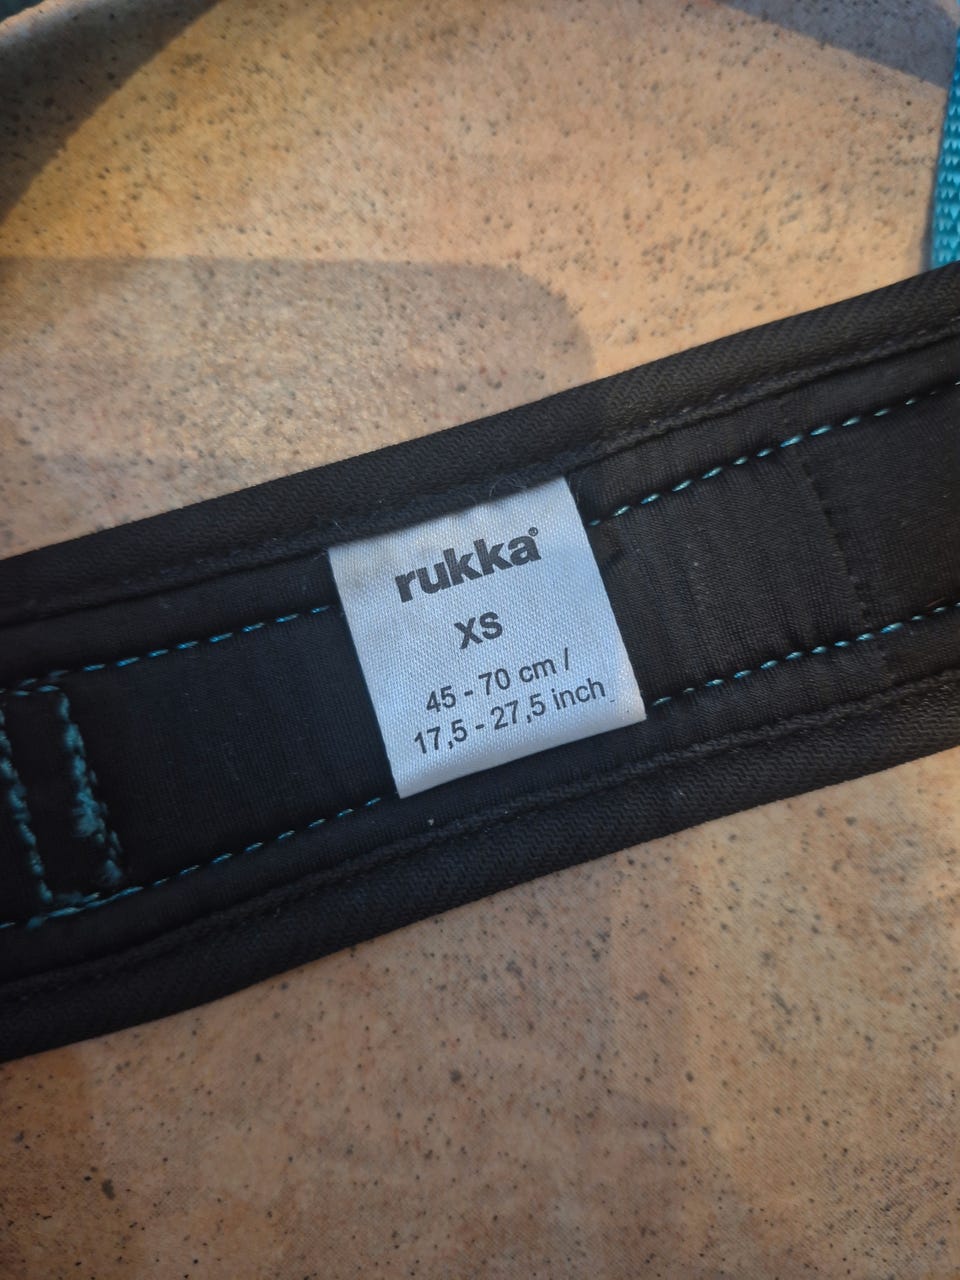 rukka®
XS
45 - 70 cm /
17,5 - 27,5 inch